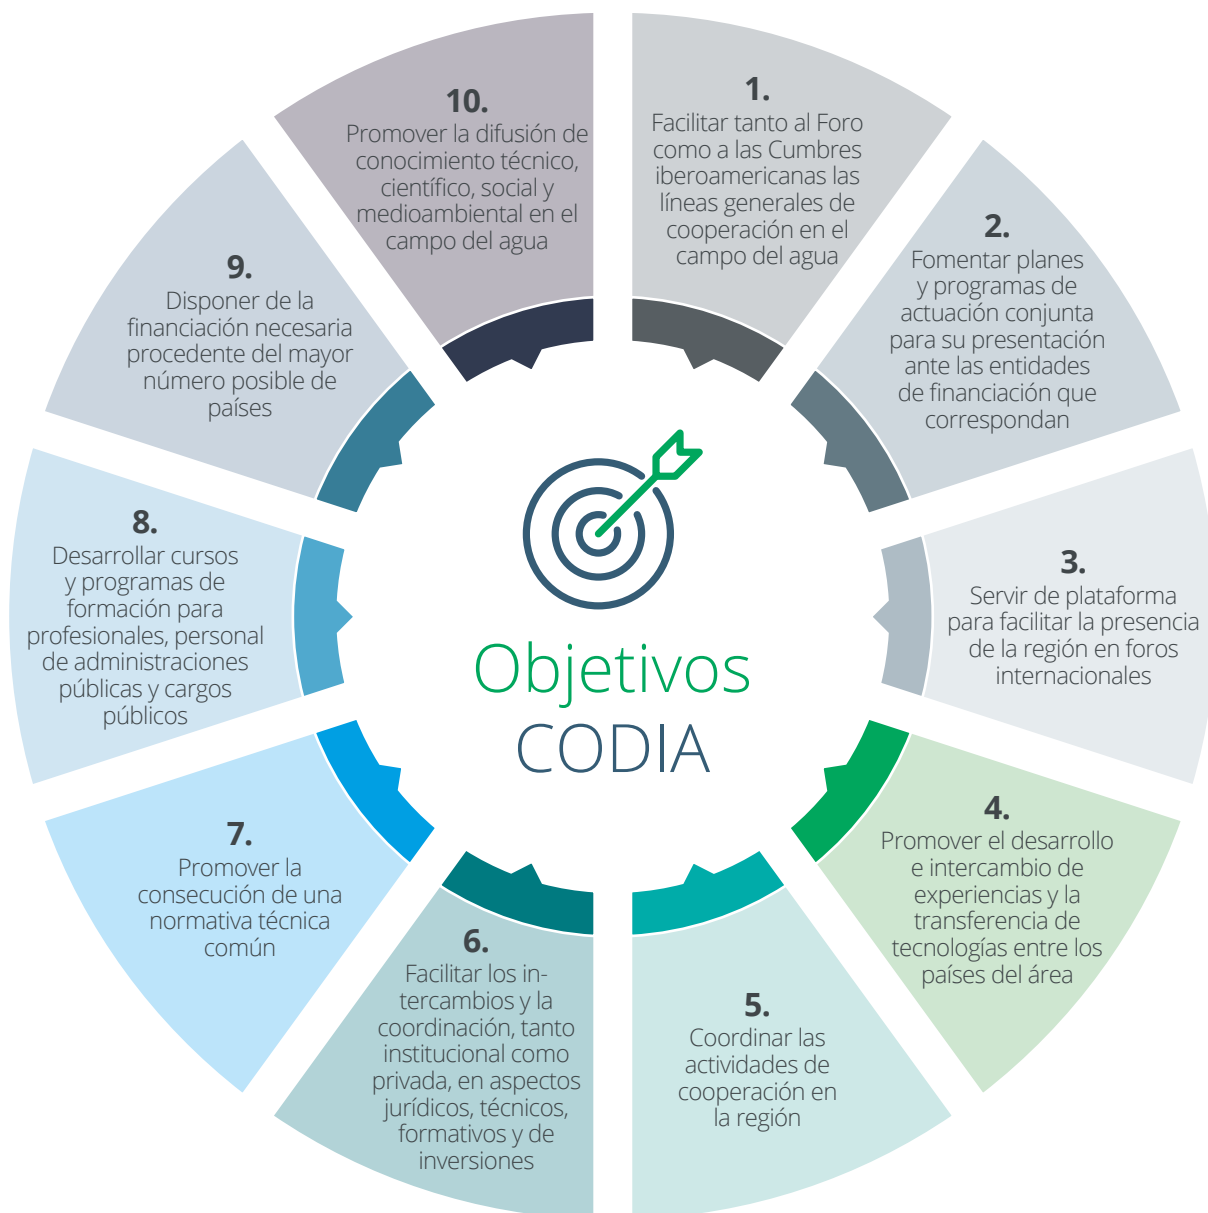 Objetivos
CODIA
1.
Facilitar tanto al Foro
como a las Cumbres
iberoamericanas las
líneas generales de
cooperación en el
campo del agua
2.
Fomentar planes
y programas de
actuación conjunta
para su presentación
ante las entidades
de financiación que
correspondan
3.
Servir de plataforma
para facilitar la presencia
de la región en foros
internacionales
4.
Promover el desarrollo
e intercambio de
experiencias y la
transferencia de
tecnologías entre los
países del área
5.
Coordinar las
actividades de
cooperación en
la región
6.
Facilitar los in-
tercambios y la
coordinación, tanto
institucional como
privada, en aspectos
jurídicos, técnicos,
formativos y de
inversiones
7.
Promover la
consecución de una
normativa técnica
común
8.
Desarrollar cursos
y programas de
formación para
profesionales, personal
de administraciones
públicas y cargos
públicos
9.
Disponer de la
financiación necesaria
procedente del mayor
número posible de
países
10.
Promover la difusión de
conocimiento técnico,
científico, social y
medioambiental en el
campo del agua